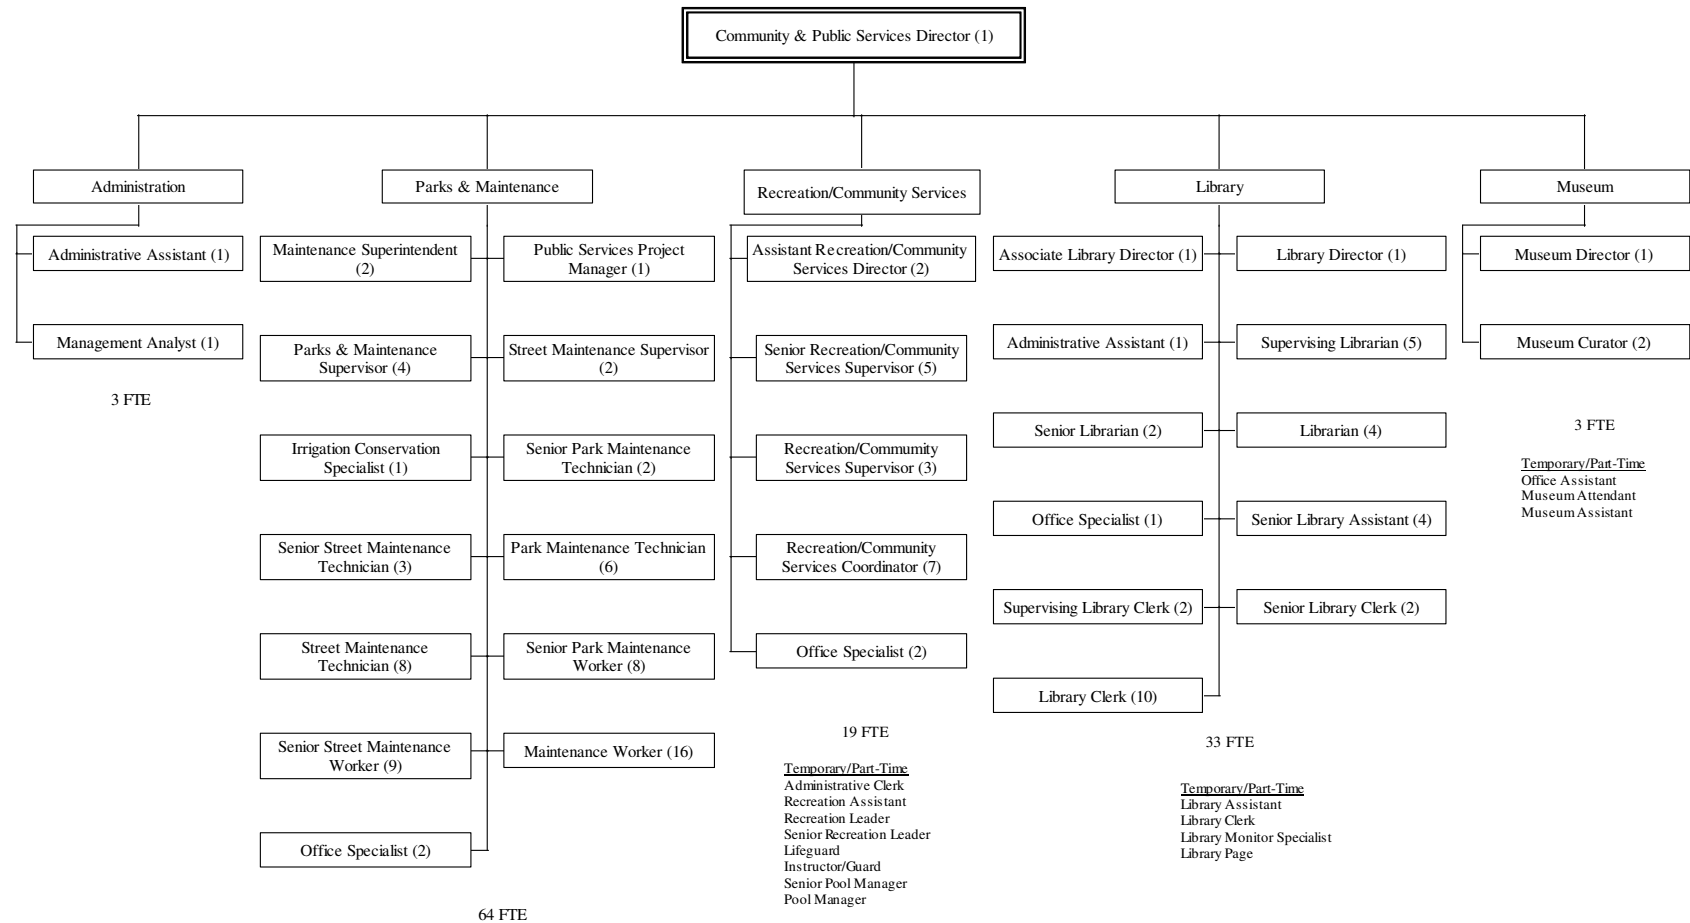 Community & Public Services Director (1)
Administration
Administrative Assistant (1)
Management Analyst (1)
3 FTE
Parks & Maintenance
Maintenance Superintendent
(2)
Public Services Project
Manager (1)
Parks & Maintenance
Supervisor (4)
Street Maintenance Supervisor
(2)
Irrigation Conservation
Specialist (1)
Senior Park Maintenance
Technician (2)
Senior Street Maintenance
Technician (3)
Park Maintenance Technician
(6)
Street Maintenance
Technician (8)
Senior Park Maintenance
Worker (8)
Senior Street Maintenance
Worker (9)
Maintenance Worker (16)
Office Specialist (2)
64 FTE
Recreation/Community Services
Assistant Recreation/Community
Services Director (2)
Senior Recreation/Community
Services Supervisor (5)
Recreation/Commumity
Services Supervisor (3)
Recreation/Community
Services Coordinator (7)
Office Specialist (2)
19 FTE
Temporary/Part-Time
Administrative Clerk
Recreation Assistant
Recreation Leader
Senior Recreation Leader
Lifeguard
Instructor/Guard
Senior Pool Manager
Pool Manager
Library
Associate Library Director (1)
Library Director (1)
Administrative Assistant (1)
Supervising Librarian (5)
Senior Librarian (2)
Librarian (4)
Office Specialist (1)
Senior Library Assistant (4)
Supervising Library Clerk (2)
Senior Library Clerk (2)
Library Clerk (10)
33 FTE
Temporary/Part-Time
Library Assistant
Library Clerk
Library Monitor Specialist
Library Page
Museum
Museum Director (1)
Museum Curator (2)
3 FTE
Temporary/Part-Time
Office Assistant
Museum Attendant
Museum Assistant